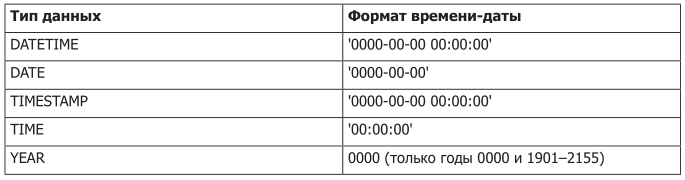 Тип данных Формат времени-даты
DATETIME '0000-00-00 00:00:00'
DATE '0000-00-00'
TIMESTAMP '0000-00-00 00:00:00'
TIME '00:00:00'
YEAR 0000 (только годы 0000 и 1901–2155)